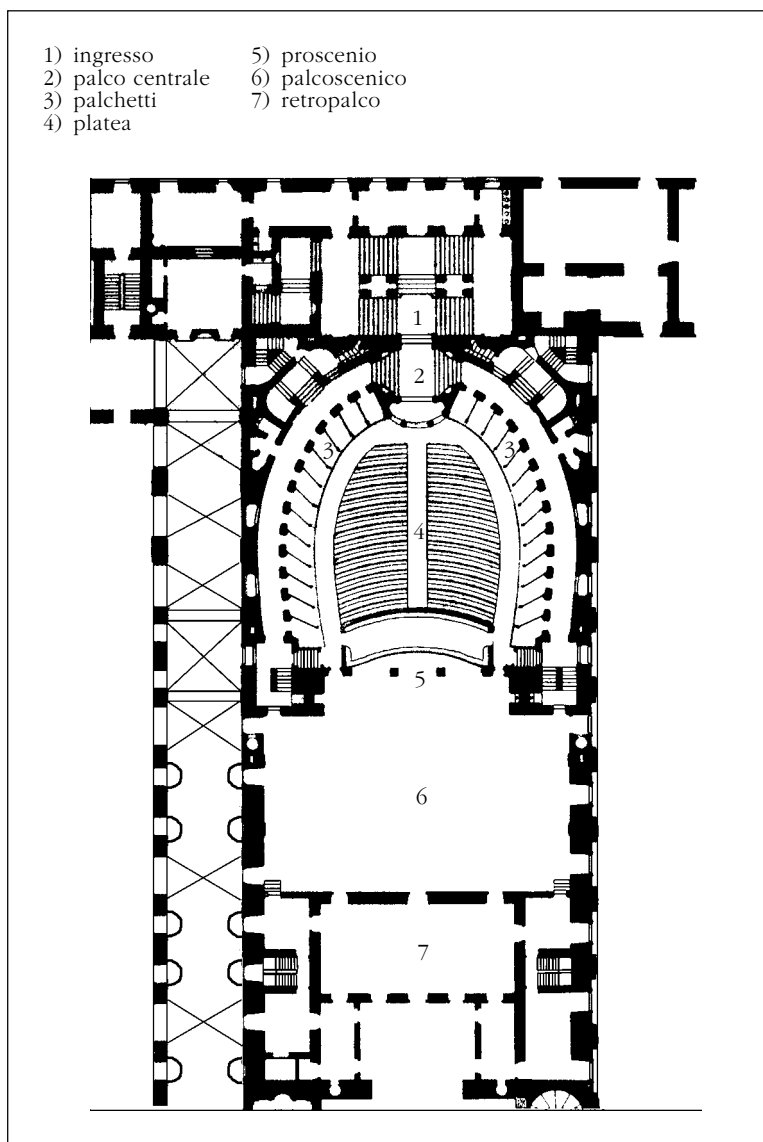 1) ingresso
2) palco centrale
3) palchetti
4) platea
5) proscenio
6) palcoscenico
7) retropalco
1
2
3 3
4
5
6
7